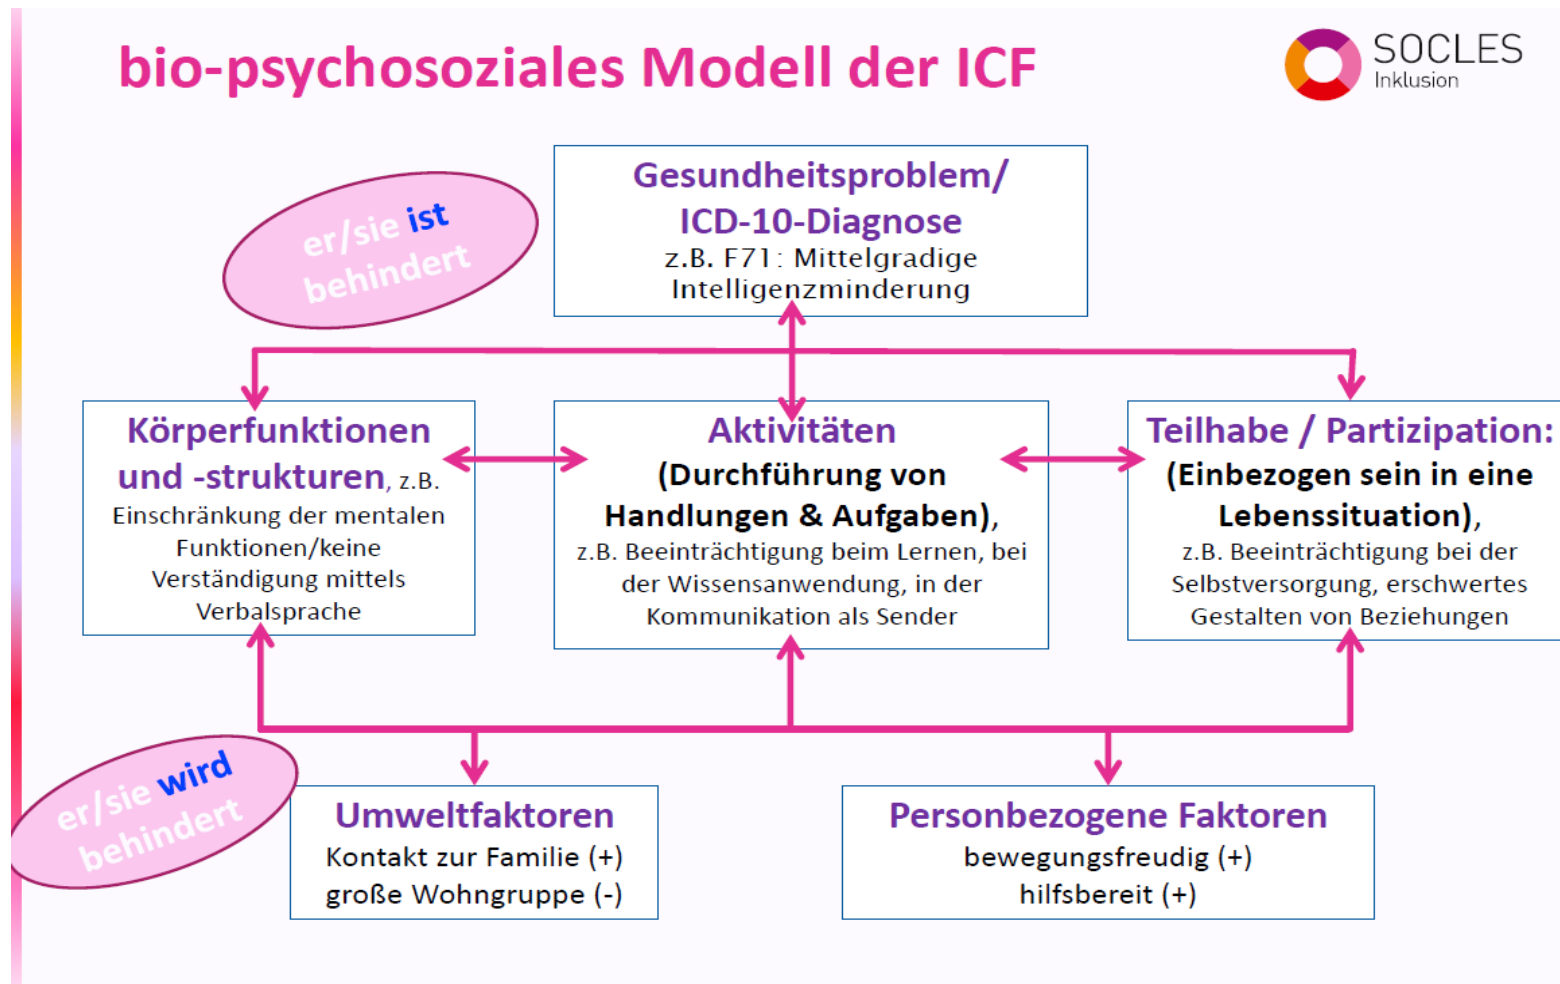 bio-psychosoziales Modell der ICF
SOCLES
Inklusion
er/sie ist
behindert
Gesundheitsproblem/
ICD-10-Diagnose
z.B. F71: Mittelgradige
Intelligenzminderung
Körperfunktionen
und -strukturen, z.B.
Einschränkung der mentalen
Funktionen/keine
Verständigung mittels
Verbalsprache
Aktivitäten
(Durchführung von
Handlungen & Aufgaben),
z.B. Beeinträchtigung beim Lernen, bei
der Wissensanwendung, in der
Kommunikation als Sender
Teilhabe / Partizipation:
(Einbezogen sein in eine
Lebenssituation),
z.B. Beeinträchtigung bei der
Selbstversorgung, erschwertes
Gestalten von Beziehungen
er/sie wird
behindert
Umweltfaktoren
Kontakt zur Familie (+)
große Wohngruppe (-)
Personbezogene Faktoren
bewegungsfreudig (+)
hilfsbereit (+)